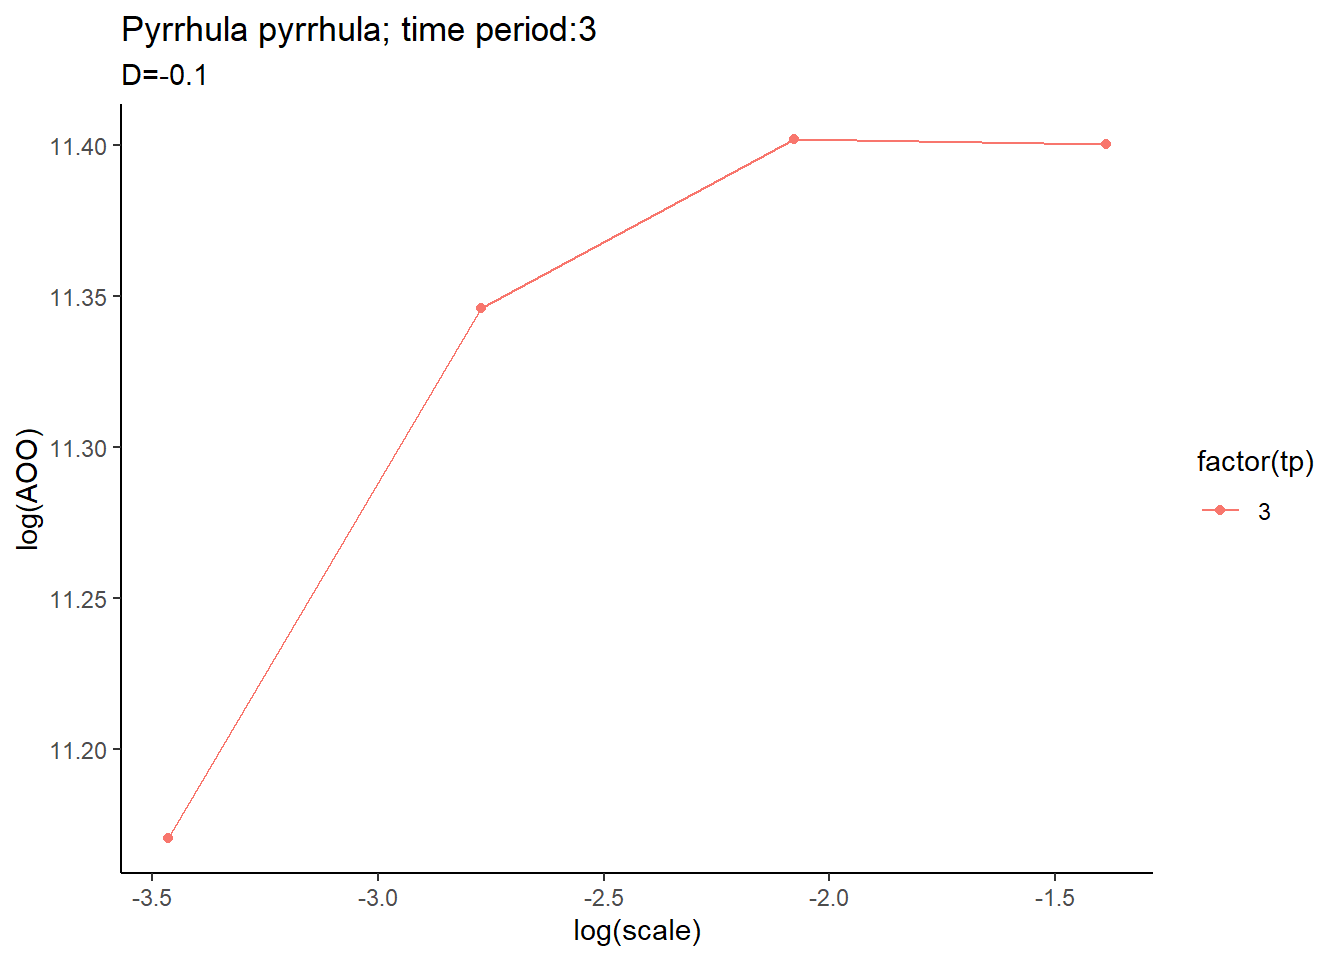 Pyrrhula pyrrhula; time period:3
D=-0.1
log(AOO)
11.40
11.35
11.30
11.25
11.20
-3.5 -3.0 -2.5 -2.0 -1.5
log(scale)
factor(tp)
3